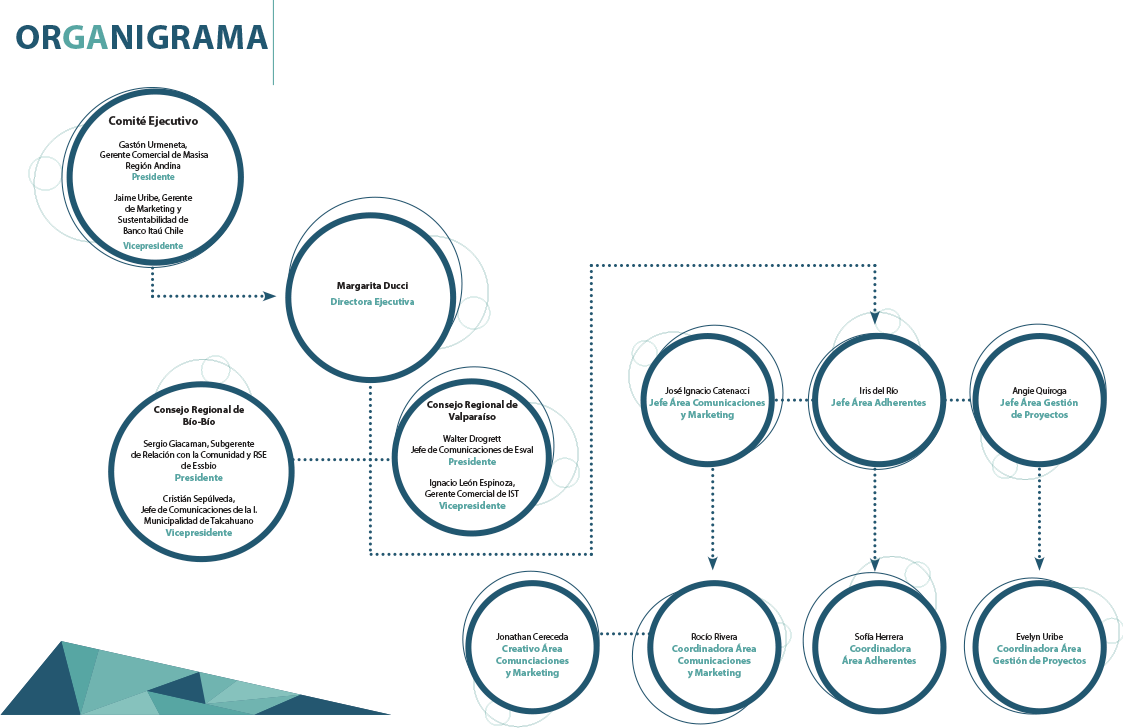 ORGANIGRAMA
Comité Ejecutivo
Gastón Urmeneta,
Gerente Comercial de Masisa
Región Andina
Presidente
Jaime Uribe, Gerente
de Marketing y
Sustentabilidad de
Banco Itaú Chile
Vicepresidente
Margarita Ducci
Directora Ejecutiva
Consejo Regional de
Bío-Bío
Sergio Giacaman, Subgerente
de Relación con la Comunidad y RSE
de Essbio
Presidente
Cristián Sepúlveda,
Jefe de Comunicaciones de la I.
Municipalidad de Talcahuano
Vicepresidente
Consejo Regional de
Valparaíso
Walter Drogrett
Jefe de Comunicaciones de Esval
Presidente
Ignacio León Espinoza,
Gerente Comercial de IST
Vicepresidente
José Ignacio Catenacci
Jefe Área Comunicaciones
y Marketing
Iris del Río
Jefe Área Adherentes
Angie Quiroga
Jefe Área Gestión
de Proyectos
Jonathan Cereceda
Creativo Área
Comunciaciones
y Marketing
Rocío Rivera
Coordinadora Área
Comunicaciones
y Marketing
Sofía Herrera
Coordinadora
Área Adherentes
Evelyn Uribe
Coordinadora Área
Gestión de Proyectos